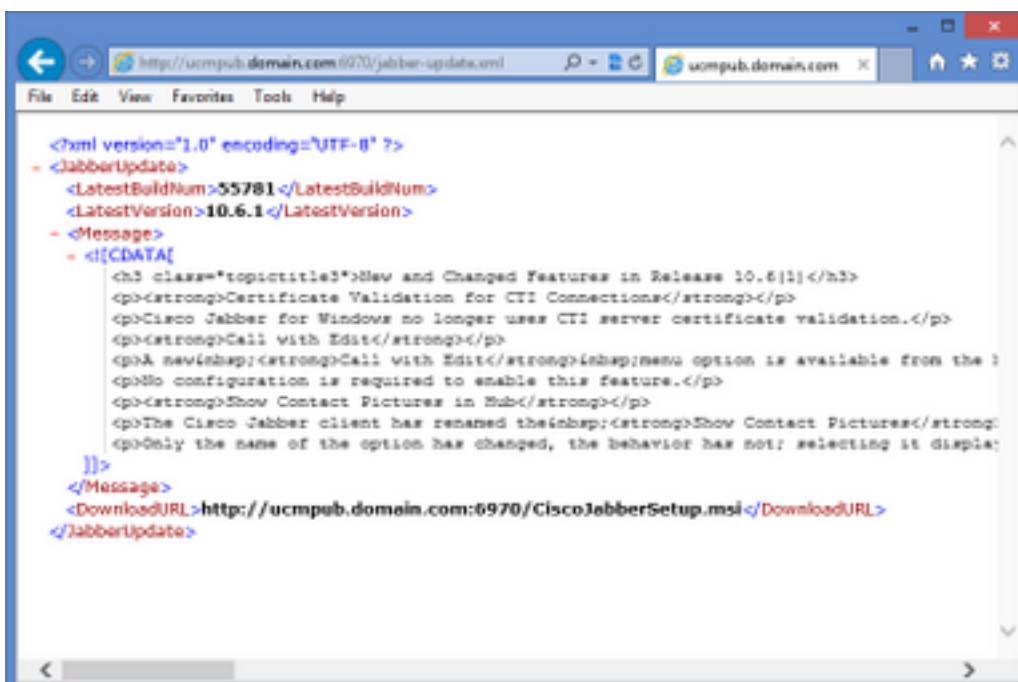 http://ucmpub.domain.com:6970/jabber-update.xml
ucmpub.domain.com
File Edit View Favorites Tools Help
<?xml version="1.0" encoding="UTF-8" ?>
- <JabberUpdate>
<LatestBuildNum>55781</LatestBuildNum>
<LatestVersion>10.6.1</LatestVersion>
- <Message>
- <![CDATA[
<h3 class="topictitle3">New and Changed Features in Release 10.6(1)</h3>
<p><strong>Certificate Validation for CTI Connections</strong></p>
<p>Cisco Jabber for Windows no longer uses CTI server certificate validation.</p>
<p><strong>Call with Edit</strong></p>
<p>A new&nbsp;<strong>Call with Edit</strong>&nbsp;menu option is available from the
<p>No configuration is required to enable this feature.</p>
<p><strong>Show Contact Pictures in Hub</strong></p>
<p>The Cisco Jabber client has renamed the&nbsp;<strong>Show Contact Pictures</strong
<p>Only the name of the option has changed, the behavior has not; selecting it display
]]>
</Message>
<DownloadURL>http://ucmpub.domain.com:6970/CiscoJabberSetup.msi</DownloadURL>
</JabberUpdate>